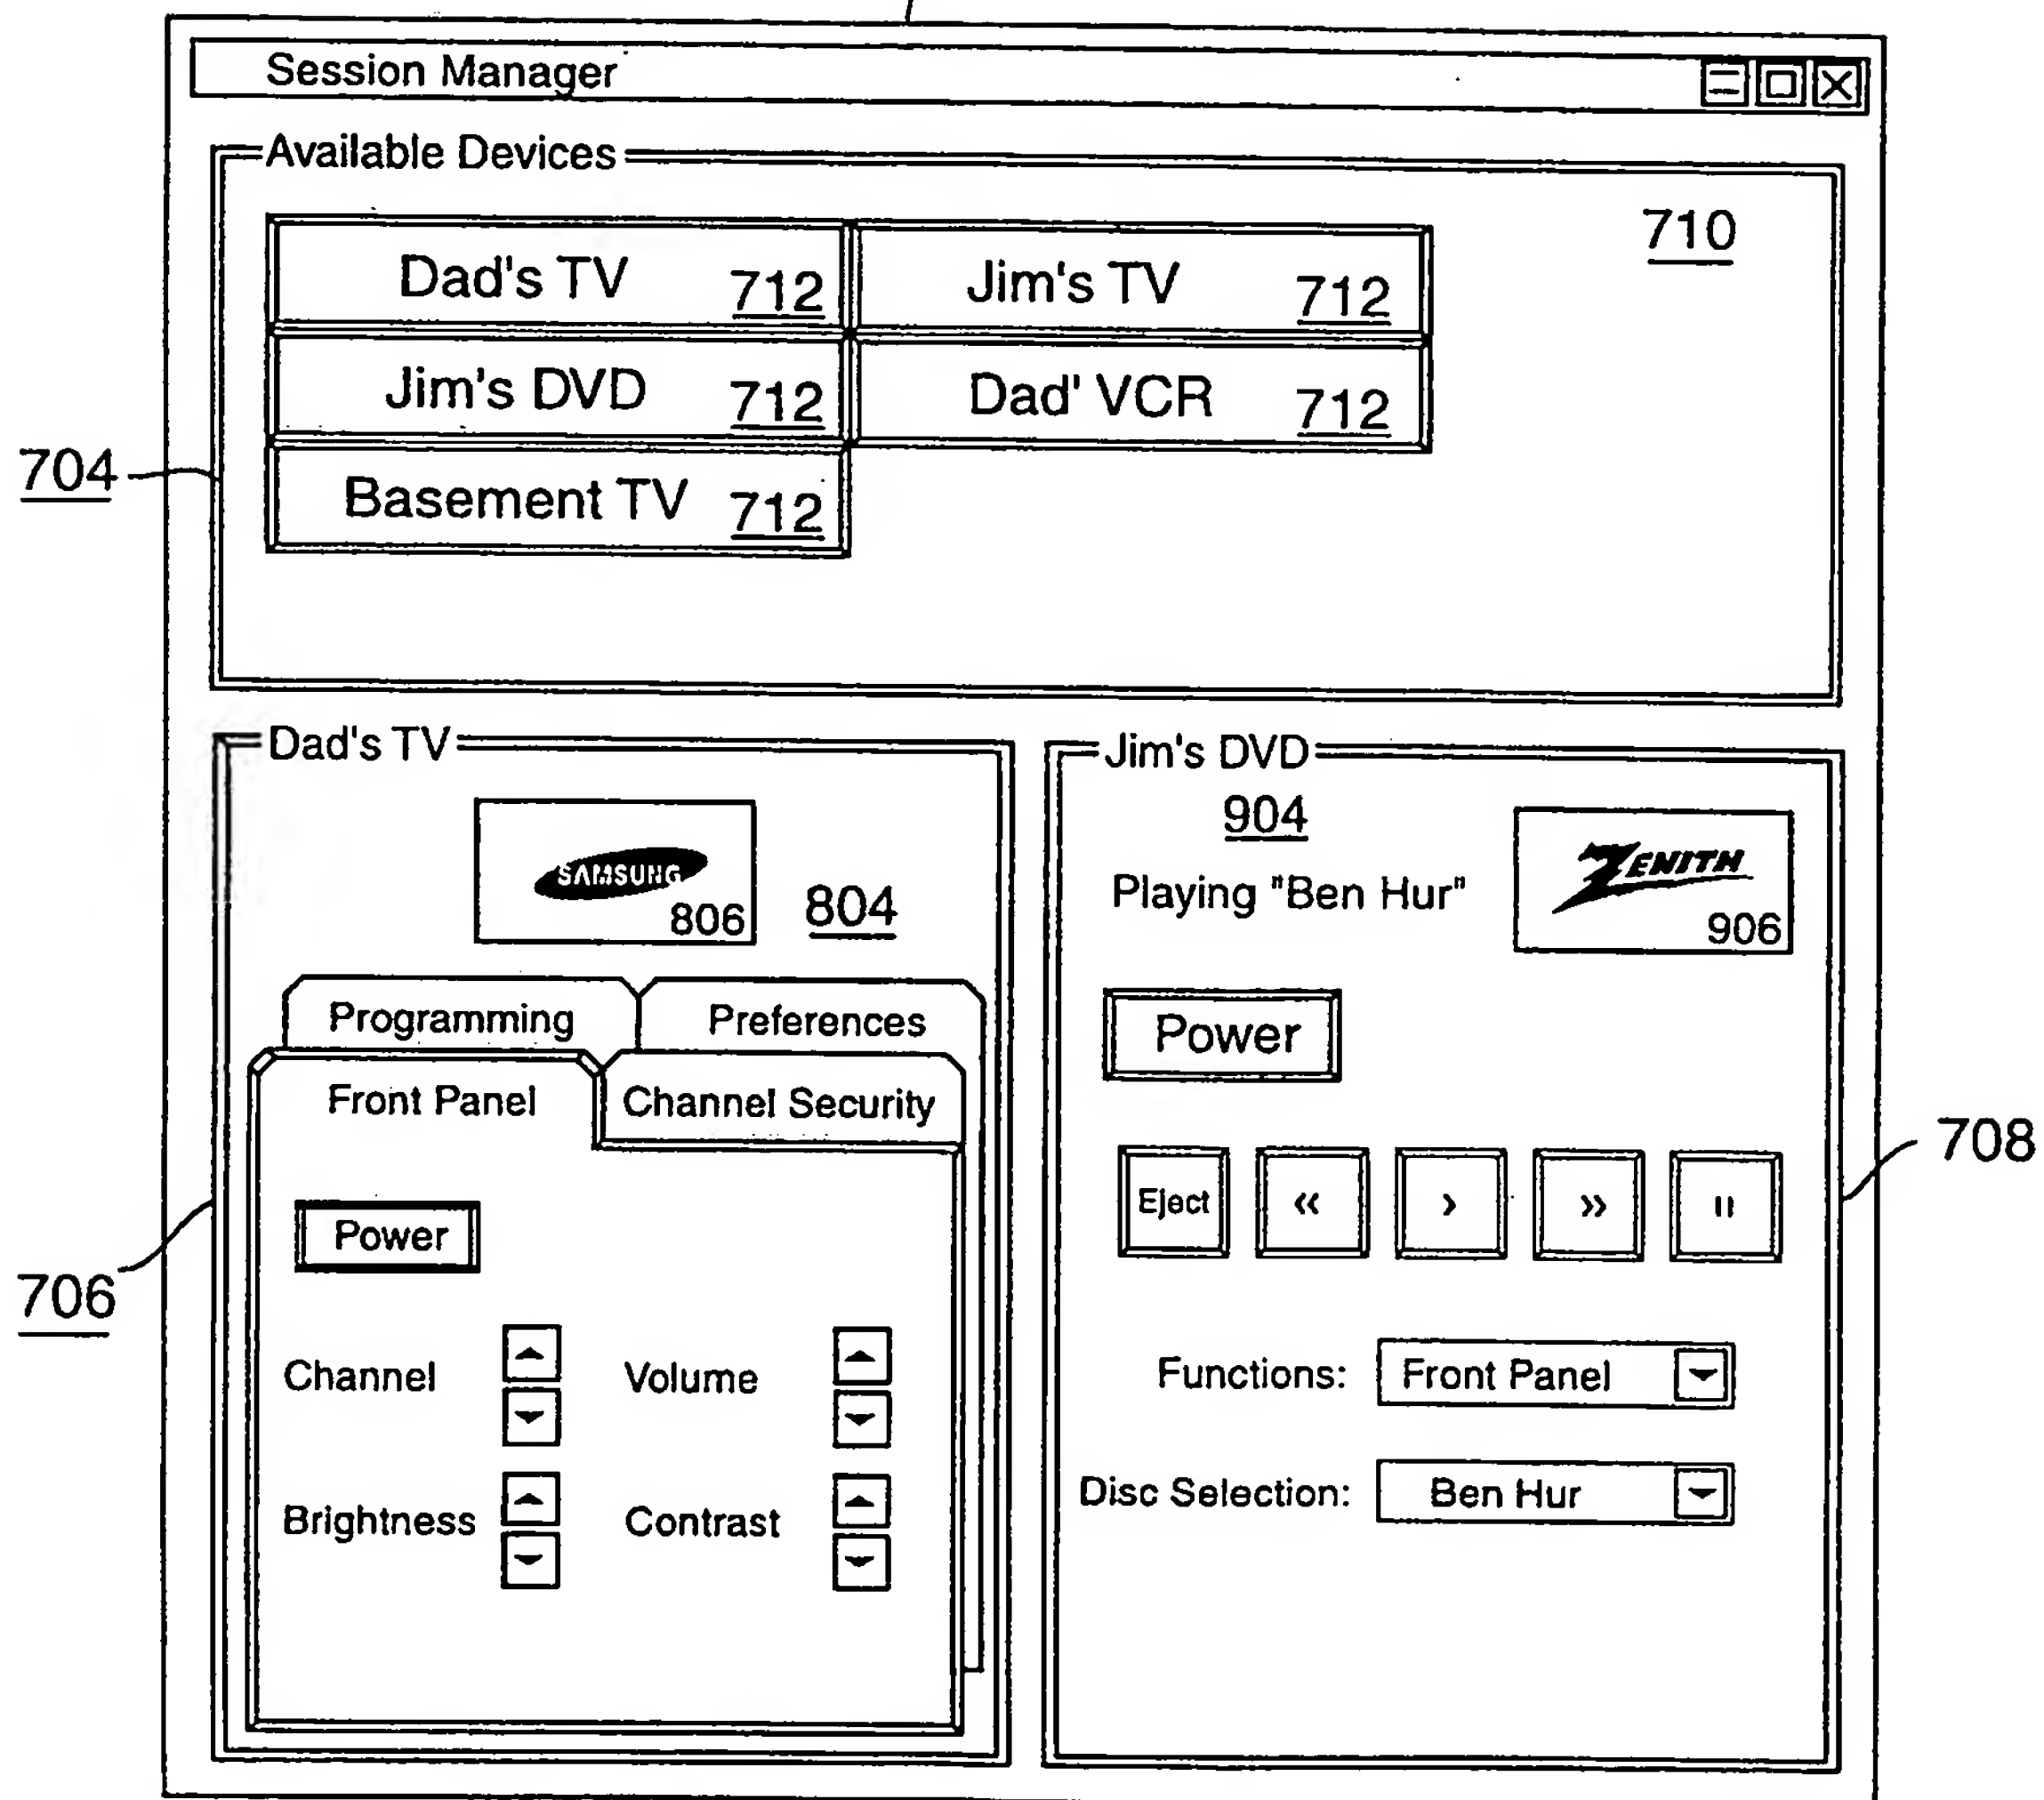 Session Manager
Available Devices
710
Dad's TV 712
Jim's TV 712
Jim's DVD 712
Dad' VCR 712
Basement TV 712
704
Dad's TV
SAMSUNG
806
804
Programming
Preferences
Front Panel
Channel Security
Power
Channel
Volume
Brightness
Contrast
706
Jim's DVD
904
Playing "Ben Hur"
ZENITH
906
Power
Eject « › » II
Functions: Front Panel
Disc Selection: Ben Hur
708